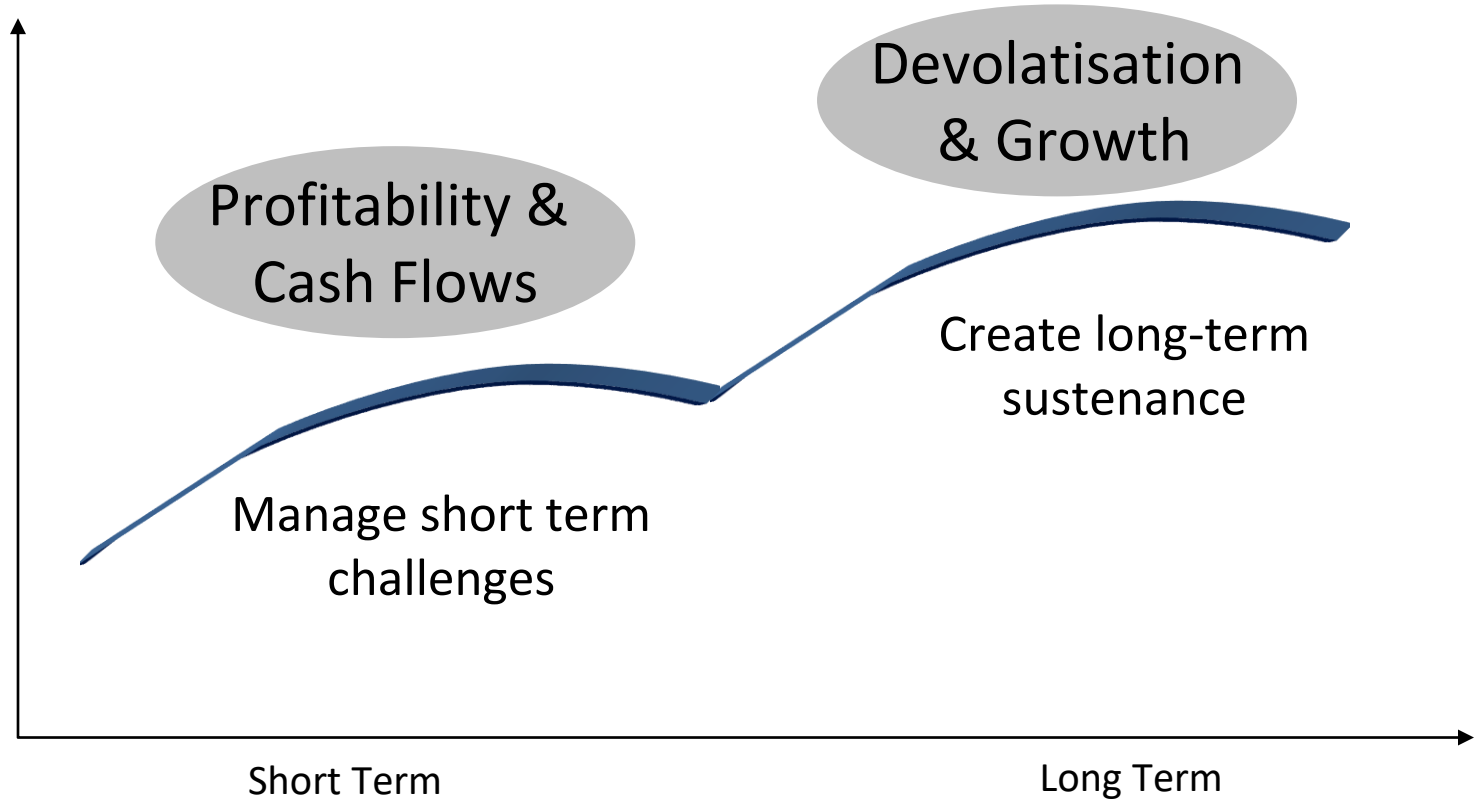 Devolatisation
& Growth
Profitability &
Cash Flows
Create long-term
sustenance
Manage short term
challenges
Short Term
Long Term